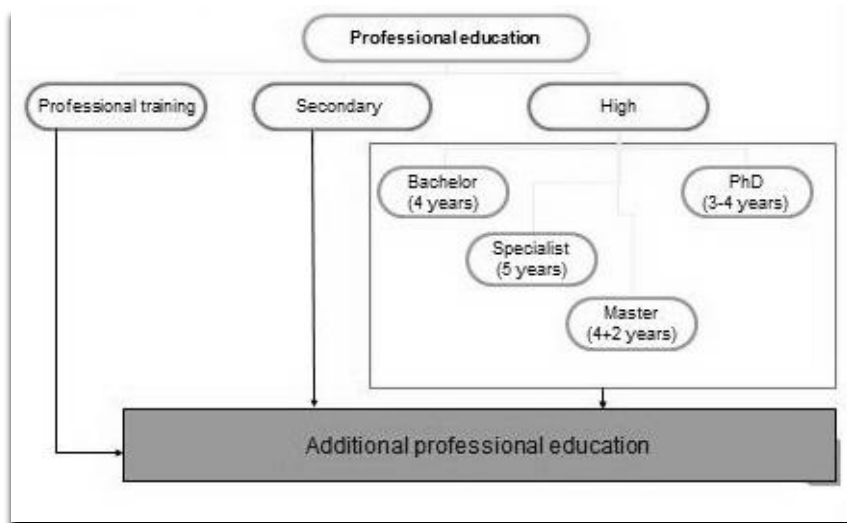 Professional education
Professional training
Secondary
High
Bachelor
(4 years)
PhD
(3-4 years)
Specialist
(5 years)
Master
(4+2 years)
Additional professional education